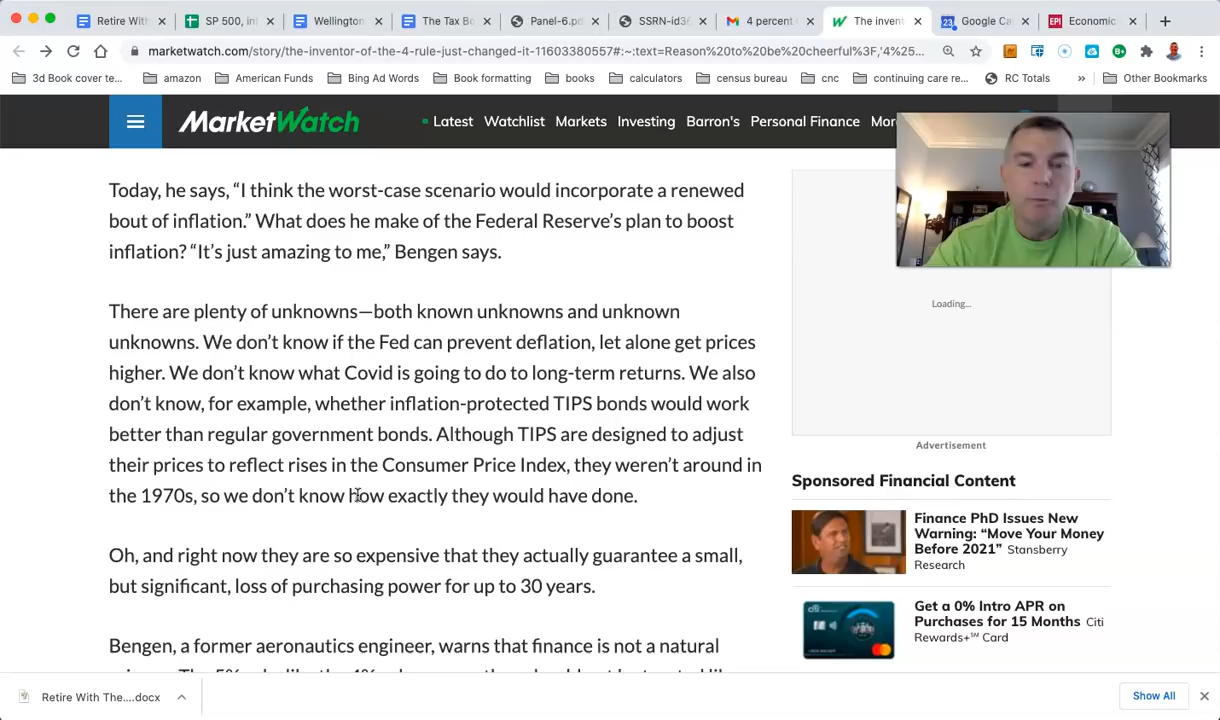 Retire Wit
SP 500, in
Wellington
The Tax Bo
Panel-6.pd
SSRN-id36
4 percent
The invent
Google Ca
Economic
marketwatch.com/story/the-inventor-of-the-4-rule-just-changed-it-11603380557#:~:text=Reason%20to%20be%20cheerful%3F,'4%25...
3d Book cover te...
amazon
American Funds
Bing Ad Words
Book formatting
books
calculators
census bureau
cnc
continuing care re...
RC Totals
»
Other Bookmarks
MarketWatch
Latest
Watchlist
Markets
Investing
Barron's
Personal Finance
Mor
Today, he says, “I think the worst-case scenario would incorporate a renewed
bout of inflation.” What does he make of the Federal Reserve’s plan to boost
inflation? “It’s just amazing to me,” Bengen says.
There are plenty of unknowns—both known unknowns and unknown
unknowns. We don’t know if the Fed can prevent deflation, let alone get prices
higher. We don’t know what Covid is going to do to long-term returns. We also
don’t know, for example, whether inflation-protected TIPS bonds would work
better than regular government bonds. Although TIPS are designed to adjust
their prices to reflect rises in the Consumer Price Index, they weren’t around in
the 1970s, so we don’t know how exactly they would have done.
Oh, and right now they are so expensive that they actually guarantee a small,
but significant, loss of purchasing power for up to 30 years.
Bengen, a former aeronautics engineer, warns that finance is not a natural
Loading...
Advertisement
Sponsored Financial Content
Finance PhD Issues New
Warning: “Move Your Money
Before 2021” Stansberry
Research
Get a 0% Intro APR on
Purchases for 15 Months Citi
Rewards+℠ Card
Retire With The....docx
Show All